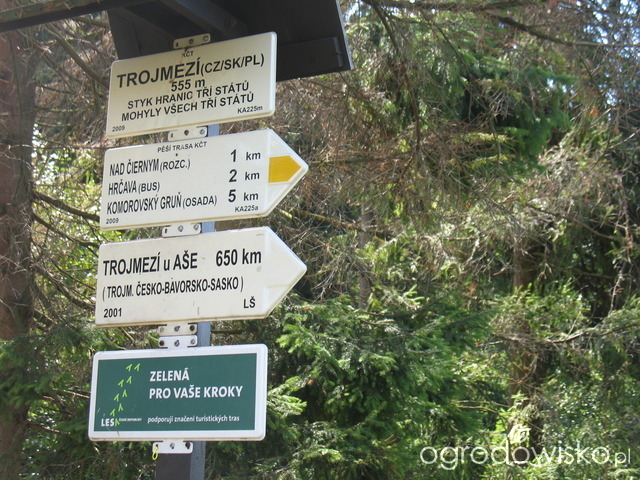 KČT
TROJMEZÍ (CZ/SK/PL)
555 m
STYK HRANIC TŘÍ STÁTŮ
MOHYLY VŠECH TŘÍ STÁTŮ
2009 KA225m
PĚŠÍ TRASA KČT
NAD ČIERNYM (ROZC.) 1 km
HRČAVA (BUS) 2 km
KOMOROVSKÝ GRUŇ (OSADA) 5 km
2009 KA225a
TROJMEZÍ u AŠE 650 km
(TROJM. ČESKO-BAVORSKO-SASKO)
2001 LŠ
ZELENÁ
PRO VAŠE KROKY
LESY ČESKÉ REPUBLIKY podporují značení turistických tras
ogrodowisko.pl